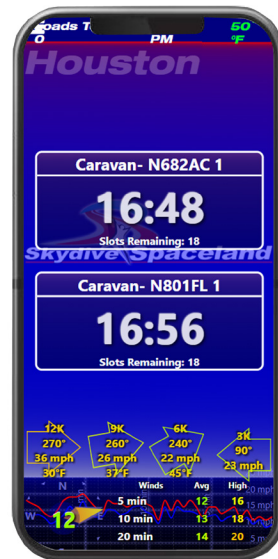 oads T
50
0
PM
°F
Houston
Caravan- N682AC 1
16:48
Slots Remaining: 18
Skydive Spaceland
Caravan- N801FL 1
16:56
Slots Remaining: 18
12K 9K 6K 3K
270° 260° 240° 90°
36 mph 26 mph 22 mph 23 mph
30°F 37°F 45°F
N Winds Avg High
5 min 12 16
W 12 E 10 min 13 18
20 min 14 20